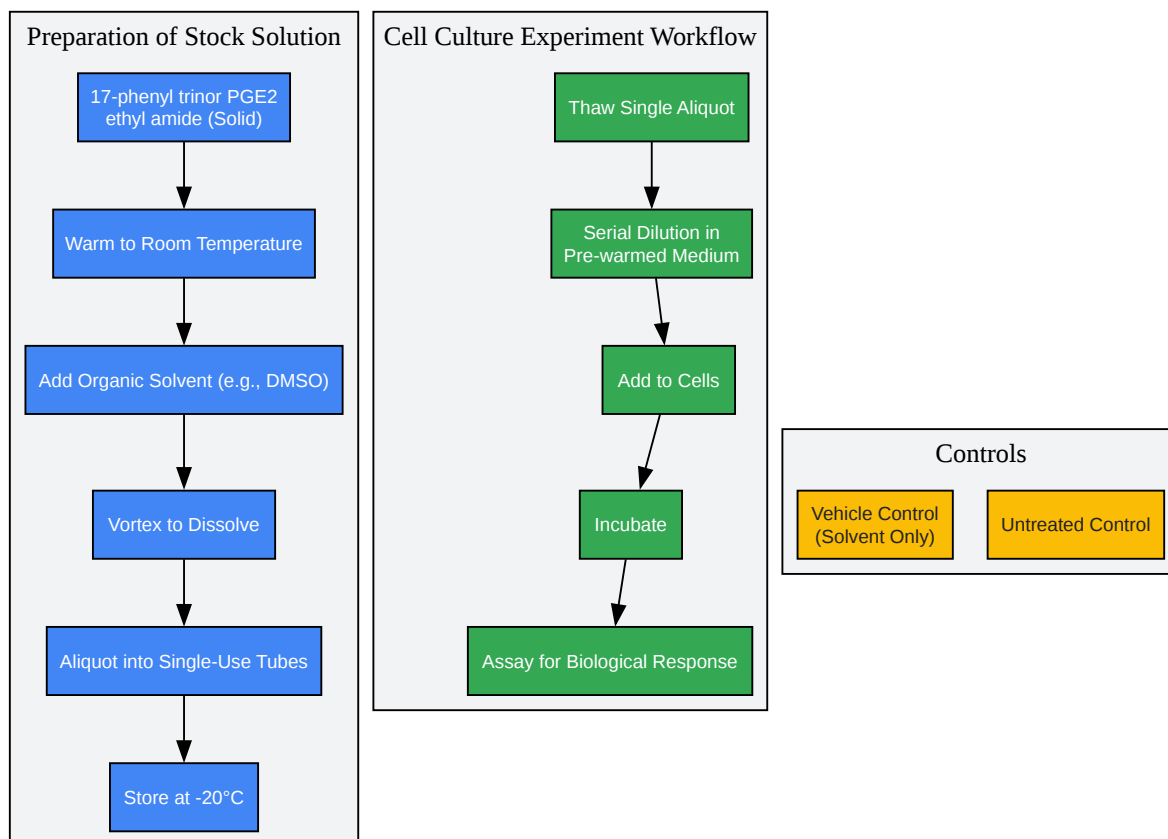 Preparation of Stock Solution
17-phenyl trinor PGE2
ethyl amide (Solid)
Warm to Room Temperature
Add Organic Solvent (e.g., DMSO)
Vortex to Dissolve
Aliquot into Single-Use Tubes
Store at -20°C
Cell Culture Experiment Workflow
Thaw Single Aliquot
Serial Dilution in
Pre-warmed Medium
Add to Cells
Incubate
Assay for Biological Response
Controls
Vehicle Control
(Solvent Only)
Untreated Control